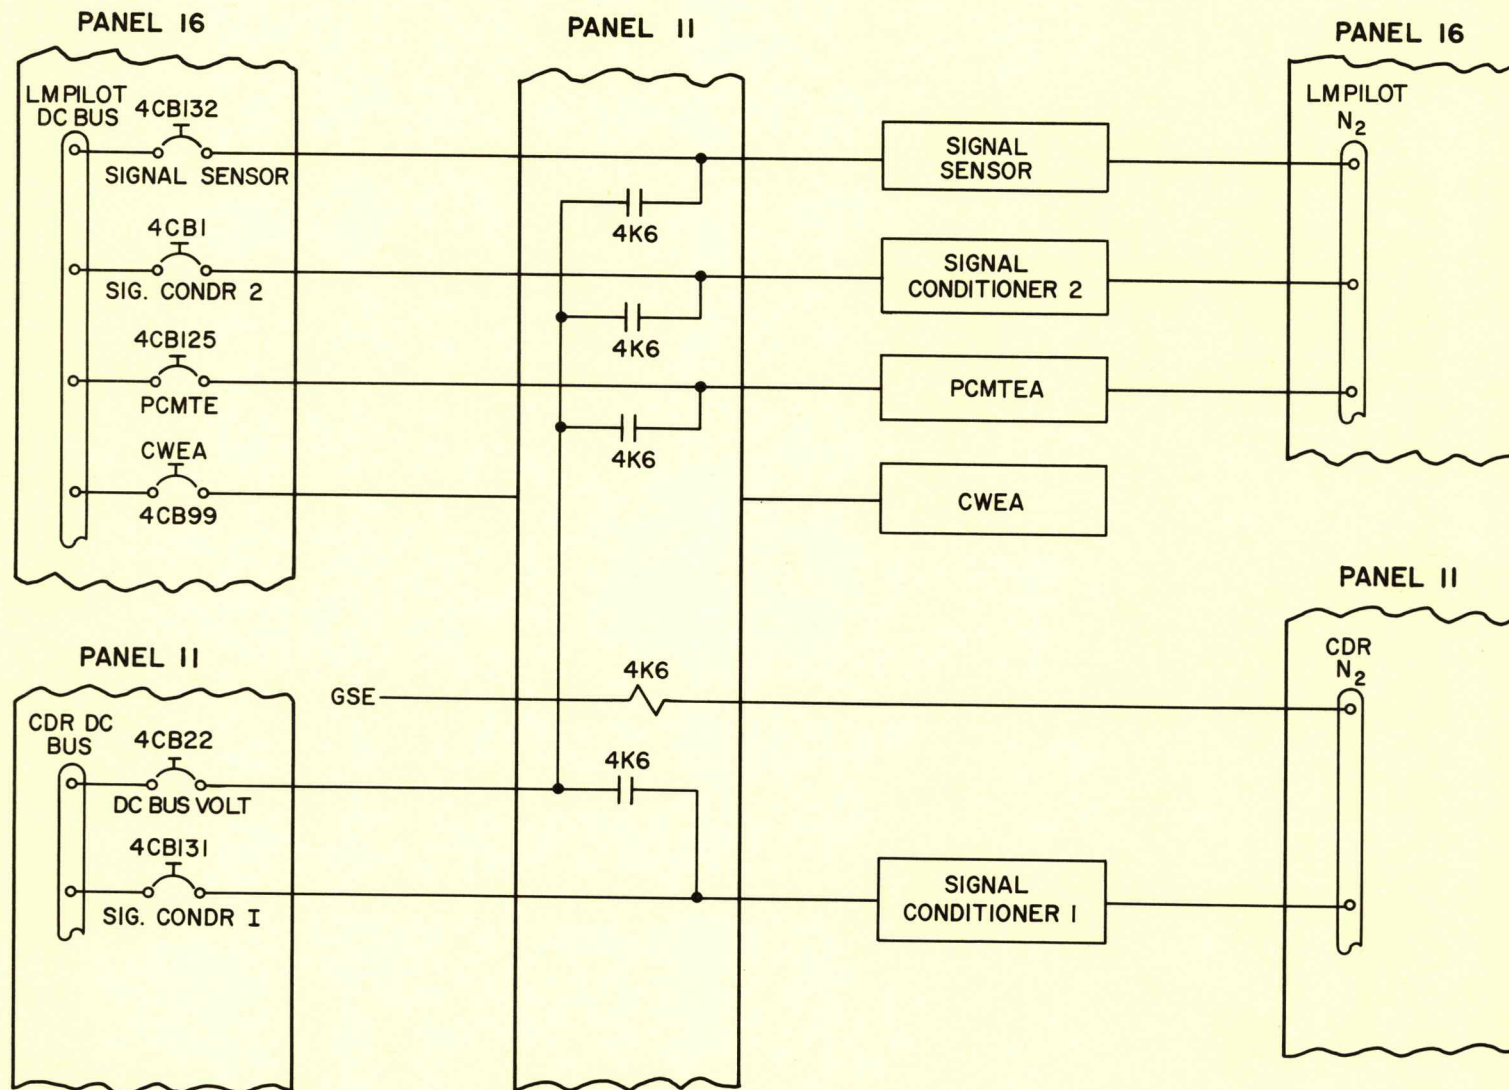 PANEL 16
LM PILOT
DC BUS
4CB132
SIGNAL SENSOR
4CB1
SIG. CONDR 2
4CB125
PCMTE
CWEA
4CB99
PANEL 11
4K6
4K6
4K6
SIGNAL
SENSOR
SIGNAL
CONDITIONER 2
PCMTEA
CWEA
PANEL 16
LM PILOT
N2
PANEL 11
CDR DC
BUS
4CB22
DC BUS VOLT
4CB131
SIG. CONDR I
GSE
4K6
4K6
SIGNAL
CONDITIONER 1
PANEL 11
CDR
N2